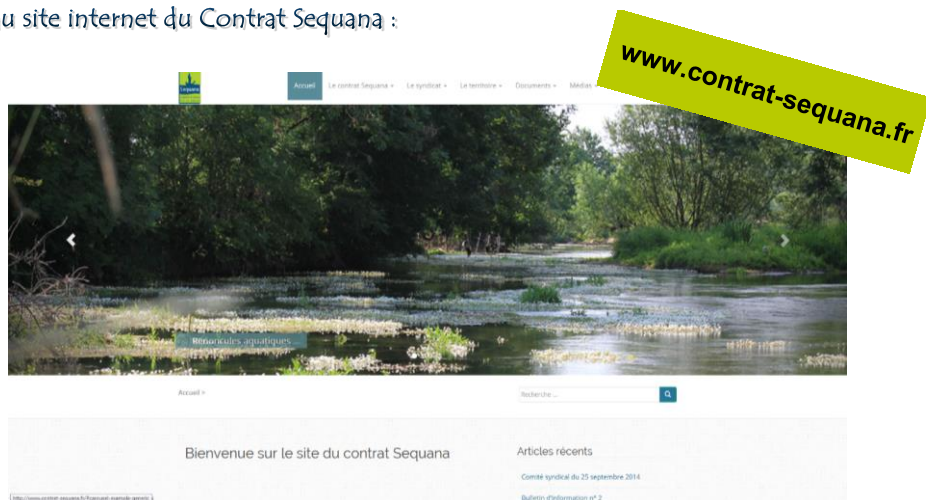 u site internet du Contrat Sequana :
www.contrat-sequana.fr
Sequana
Accueil Le contrat Sequana Le syndicat Le territoire Documents Médias
Renoncules aquatiques ...
Accueil >
Recherche ...
Bienvenue sur le site du contrat Sequana
Articles récents
Comité syndical du 25 septembre 2014
Bulletin d'information n° 2